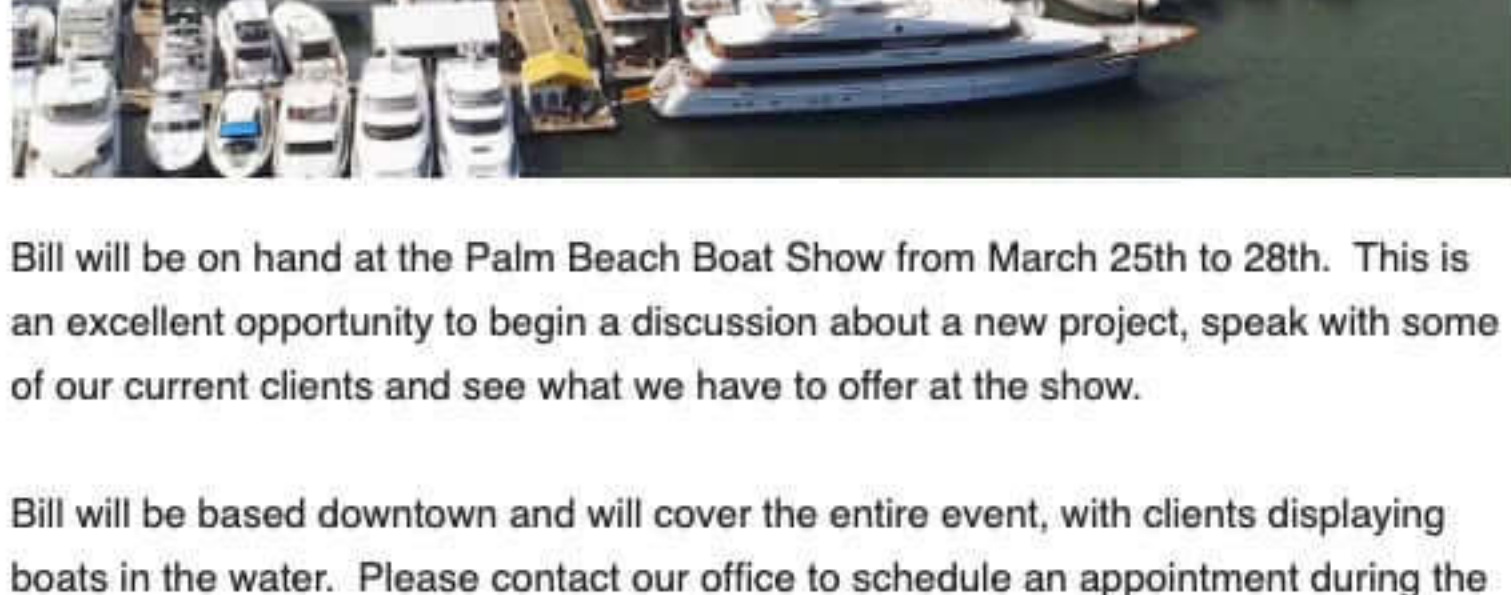 Bill will be on hand at the Palm Beach Boat Show from March 25th to 28th.  This is
an excellent opportunity to begin a discussion about a new project, speak with some
of our current clients and see what we have to offer at the show.
Bill will be based downtown and will cover the entire event, with clients displaying
boats in the water.  Please contact our office to schedule an appointment during the